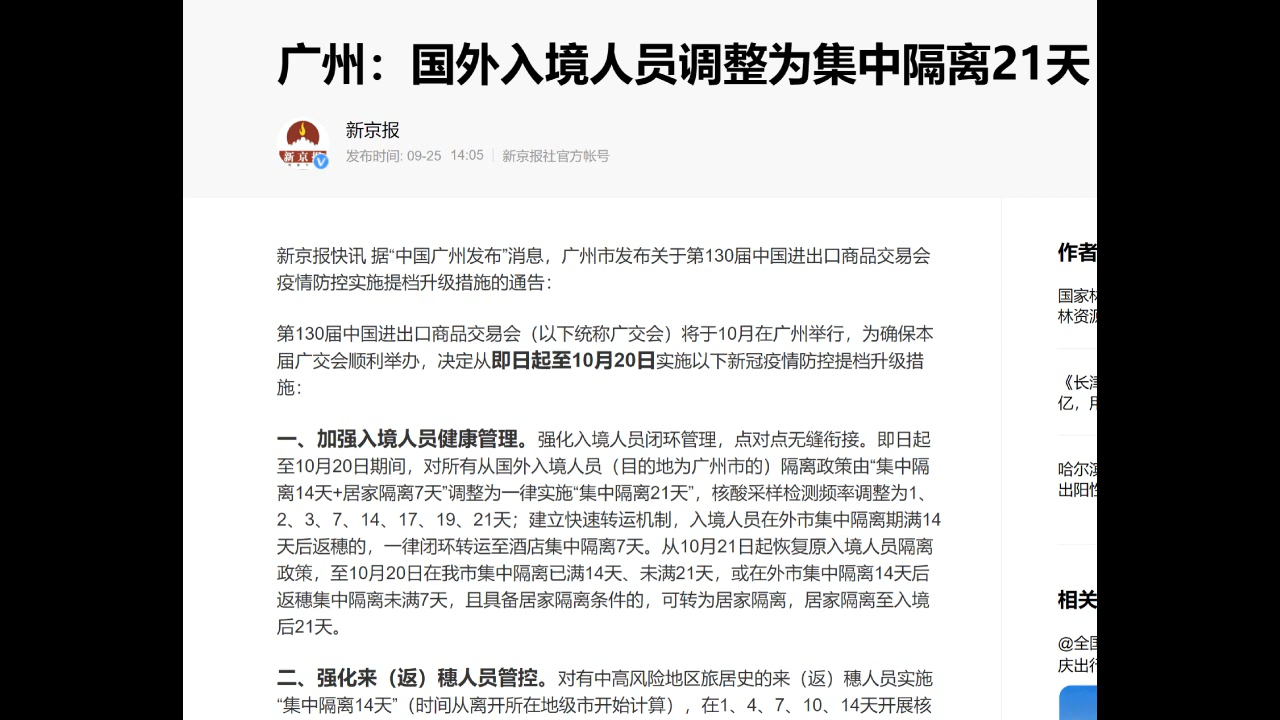 广州：国外入境人员调整为集中隔离21天
新京报
发布时间: 09-25 14:05 新京报社官方帐号
新京报快讯 据“中国广州发布”消息，广州市发布关于第130届中国进出口商品交易会
疫情防控实施提档升级措施的通告：
第130届中国进出口商品交易会（以下统称广交会）将于10月在广州举行，为确保本
届广交会顺利举办，决定从即日起至10月20日实施以下新冠疫情防控提档升级措
施：
一、加强入境人员健康管理。强化入境人员闭环管理，点对点无缝衔接。即日起
至10月20日期间，对所有从国外入境人员（目的地为广州市的）隔离政策由“集中隔
离14天+居家隔离7天”调整为一律实施“集中隔离21天”，核酸采样检测频率调整为1、
2、3、7、14、17、19、21天；建立快速转运机制，入境人员在外市集中隔离期满14
天后返穗的，一律闭环转运至酒店集中隔离7天。从10月21日起恢复原入境人员隔离
政策，至10月20日在我市集中隔离已满14天、未满21天，或在外市集中隔离14天后
返穗集中隔离未满7天，且具备居家隔离条件的，可转为居家隔离，居家隔离至入境
后21天。
二、强化来（返）穗人员管控。对有中高风险地区旅居史的来（返）穗人员实施
“集中隔离14天”（时间从离开所在地级市开始计算），在1、4、7、10、14天开展核
作者
国家林
林资源
《长津
亿，月
哈尔滨
出阳性
相关
@全国
庆出行